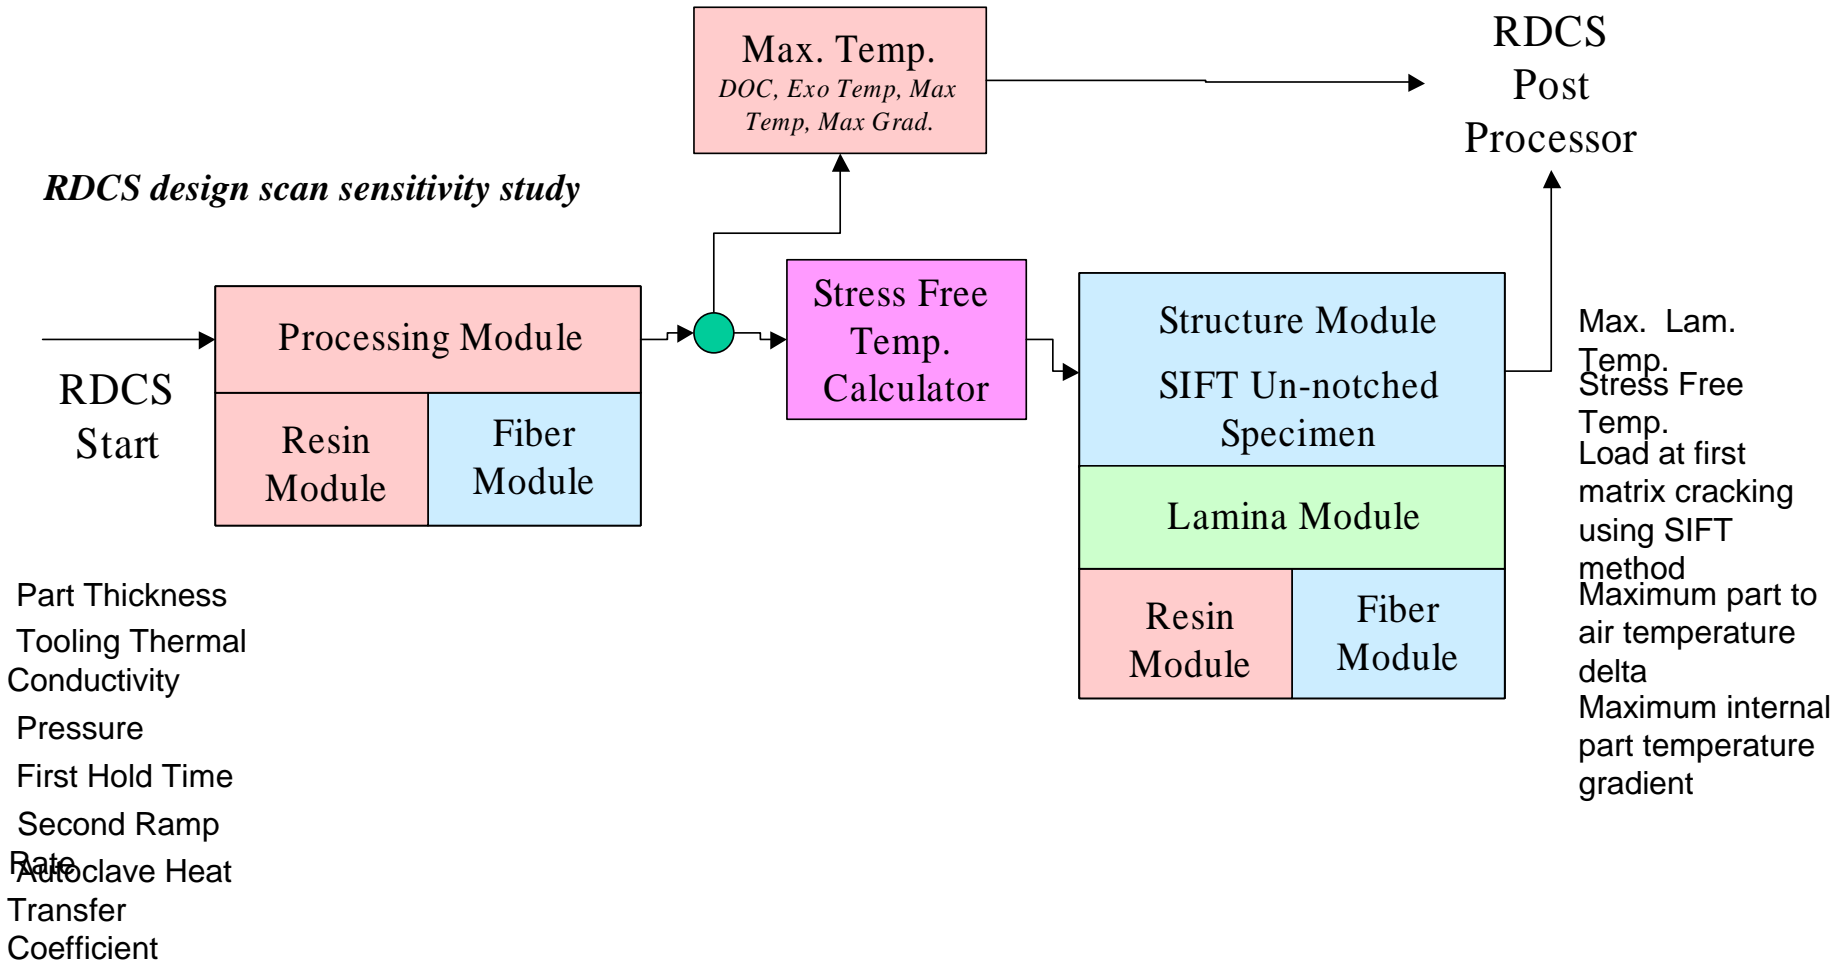 Max. Temp.
DOC, Exo Temp, Max
Temp, Max Grad.
RDCS
Post
Processor
RDCS design scan sensitivity study
RDCS
Start
Processing Module
Resin
Module
Fiber
Module
Stress Free
Temp.
Calculator
Structure Module
SIFT Un-notched
Specimen
Lamina Module
Resin
Module
Fiber
Module
Part Thickness
Tooling Thermal
Conductivity
Pressure
First Hold Time
Second Ramp
Rate
Autoclave Heat
Transfer
Coefficient
Max. Lam.
Temp.
Stress Free
Temp.
Load at first
matrix cracking
using SIFT
method
Maximum part to
air temperature
delta
Maximum internal
part temperature
gradient